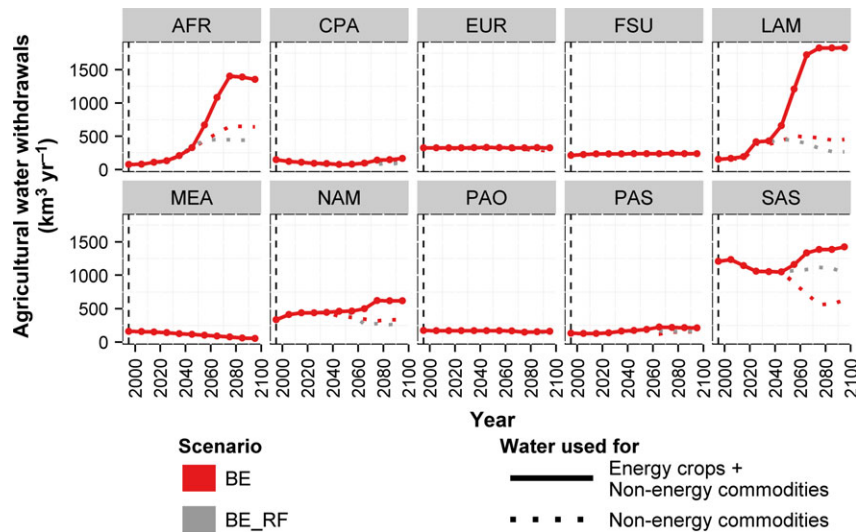 AFR CPA EUR FSU LAM
1500
1000
500
0
MEA NAM PAO PAS SAS
1500
1000
500
0
Agricultural water withdrawals
(km³ yr⁻¹)
2000 2020 2040 2060 2080 2100 2000 2020 2040 2060 2080 2100 2000 2020 2040 2060 2080 2100 2000 2020 2040 2060 2080 2100 2000 2020 2040 2060 2080 2100
Year
Scenario
BE
BE_RF
Water used for
Energy crops +
Non-energy commodities
Non-energy commodities